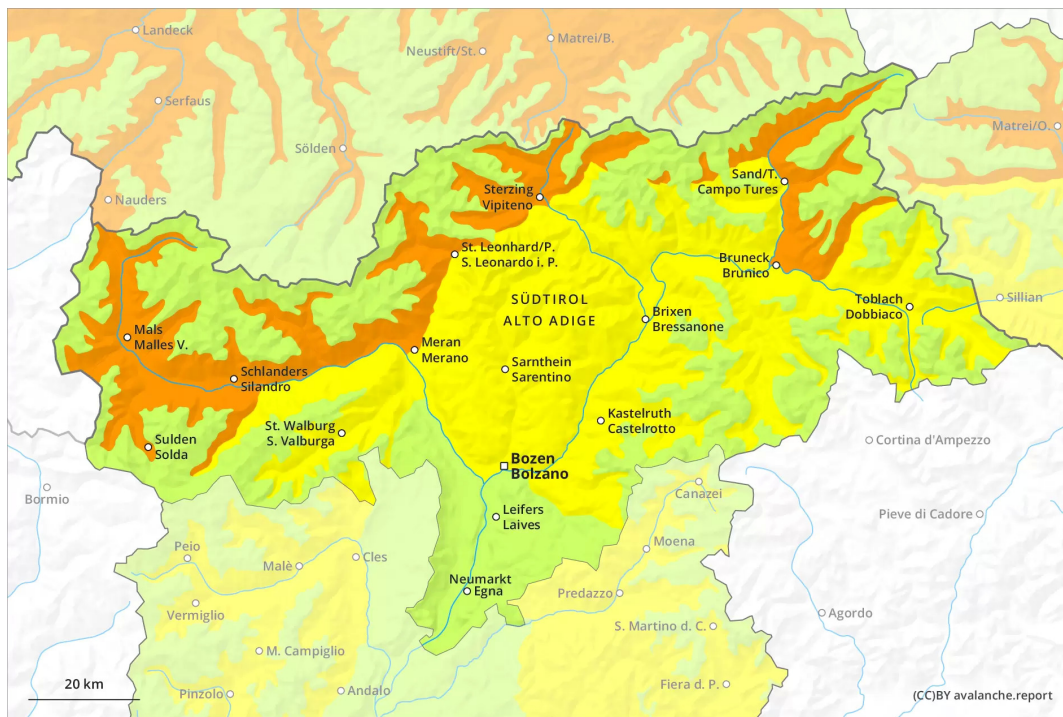 Landeck
Neustift/St.
Matrei/B.
Serfaus
Matrei/O.
Sölden
Sand/T.
Campo Tures
Nauders
Sterzing
Vipiteno
St. Leonhard/P.
S. Leonardo i. P.
Bruneck
Brunico
SÜDTIROL
ALTO ADIGE
Toblach
Dobbiaco
Sillian
Brixen
Bressanone
Mals
Malles V.
Meran
Merano
Sarnthein
Sarentino
Schlanders
Silandro
Kastelruth
Castelrotto
St. Walburg
S. Valburga
Sulden
Solda
Cortina d'Ampezzo
Bozen
Bolzano
Bormio
Canazei
Leifers
Laives
Pieve di Cadore
Peio
Cles
Moena
Malè
Neumarkt
Egna
Predazzo
Vermiglio
Agordo
S. Martino d. C.
M. Campiglio
20 km
Pinzolo
Andalo
Fiera d. P.
(CC)BY avalanche.report